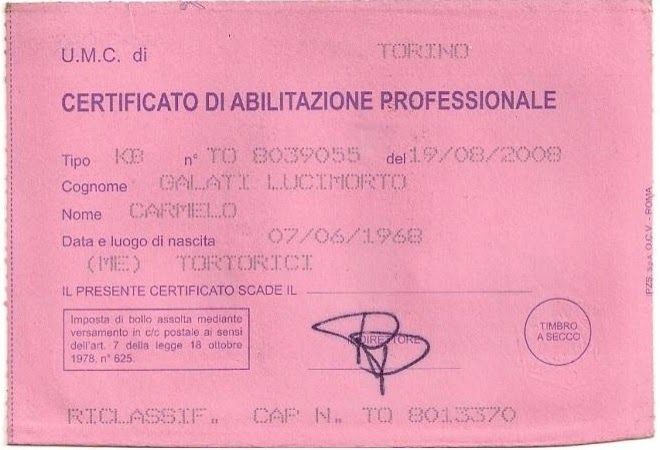 U.M.C. di TORINO
CERTIFICATO DI ABILITAZIONE PROFESSIONALE
Tipo KB n° TO 8039055 del 19/08/2008
Cognome GALATI LUCIMORTO
Nome CARMELO
Data e luogo di nascita 07/06/1968
(ME) TORTORICI
IL PRESENTE CERTIFICATO SCADE IL
Imposta di bollo assolta mediante
versamento in c/c postale ai sensi
dell'art. 7 della legge 18 ottobre
1978, n° 625.
DIRETTORE
TIMBRO
A SECCO
RICLASSIF. CAP N. TO 8013370
IPZS. S.p.A. O.C.V. - ROMA